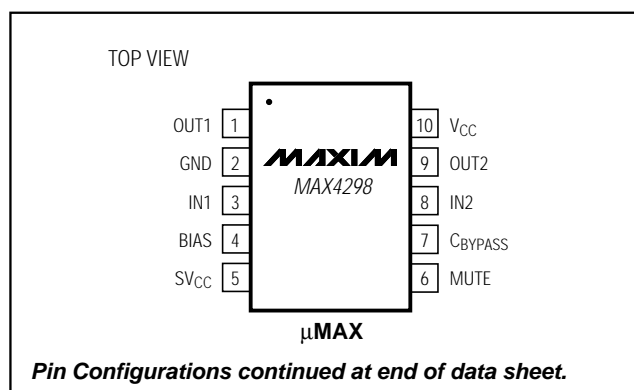 TOP VIEW
OUT1 1 10 VCC
GND 2 MAXIM 9 OUT2
MAX4298
IN1 3 8 IN2
BIAS 4 7 CBYPASS
SVCC 5 6 MUTE
μMAX
Pin Configurations continued at end of data sheet.